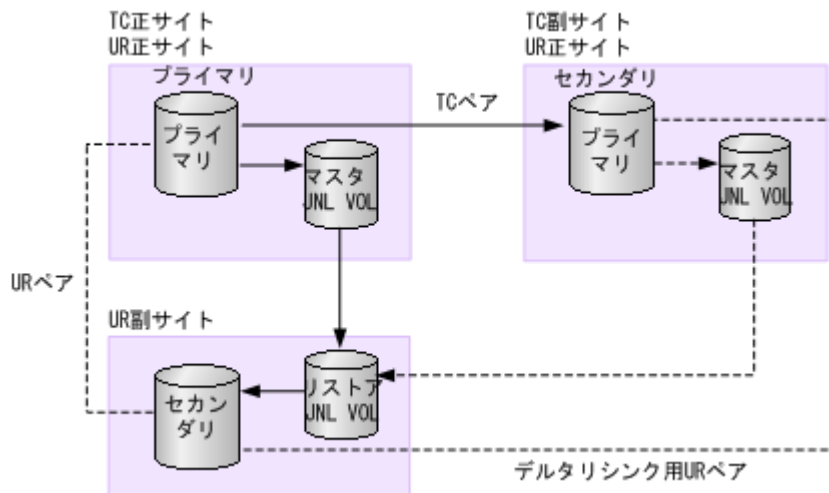 TC正サイト
UR正サイト
プライマリ
プライ
マリ
マスタ
JNL VOL
TCペア
TC副サイト
UR正サイト
セカンダリ
プライ
マリ
マスタ
JNL VOL
URペア
UR副サイト
セカン
ダリ
リストア
JNL VOL
デルタリシンク用URペア